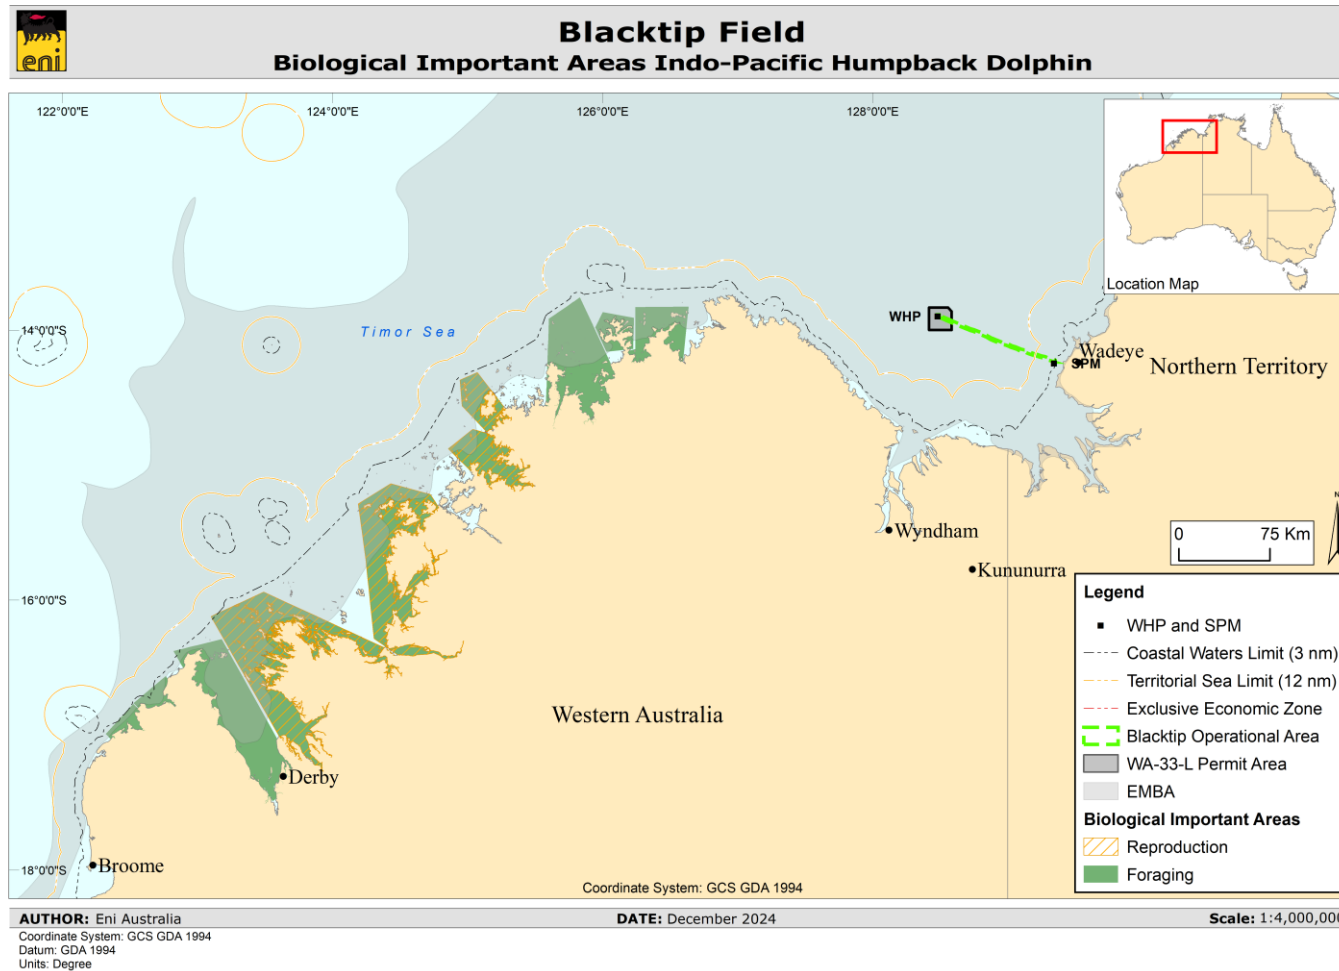 eni
Blacktip Field
Biological Important Areas Indo-Pacific Humpback Dolphin
122°0'0"E
124°0'0"E
126°0'0"E
128°0'0"E
Location Map
14°0'0"S
Timor Sea
WHP
Wadeye
SPM
Northern Territory
Wyndham
0 75 Km
N
Kununurra
16°0'0"S
Western Australia
Derby
Broome
18°0'0"S
Coordinate System: GCS GDA 1994
Legend
WHP and SPM
Coastal Waters Limit (3 nm)
Territorial Sea Limit (12 nm)
Exclusive Economic Zone
Blacktip Operational Area
WA-33-L Permit Area
EMBA
Biological Important Areas
Reproduction
Foraging
AUTHOR: Eni Australia
DATE: December 2024
Scale: 1:4,000,000
Coordinate System: GCS GDA 1994
Datum: GDA 1994
Units: Degree